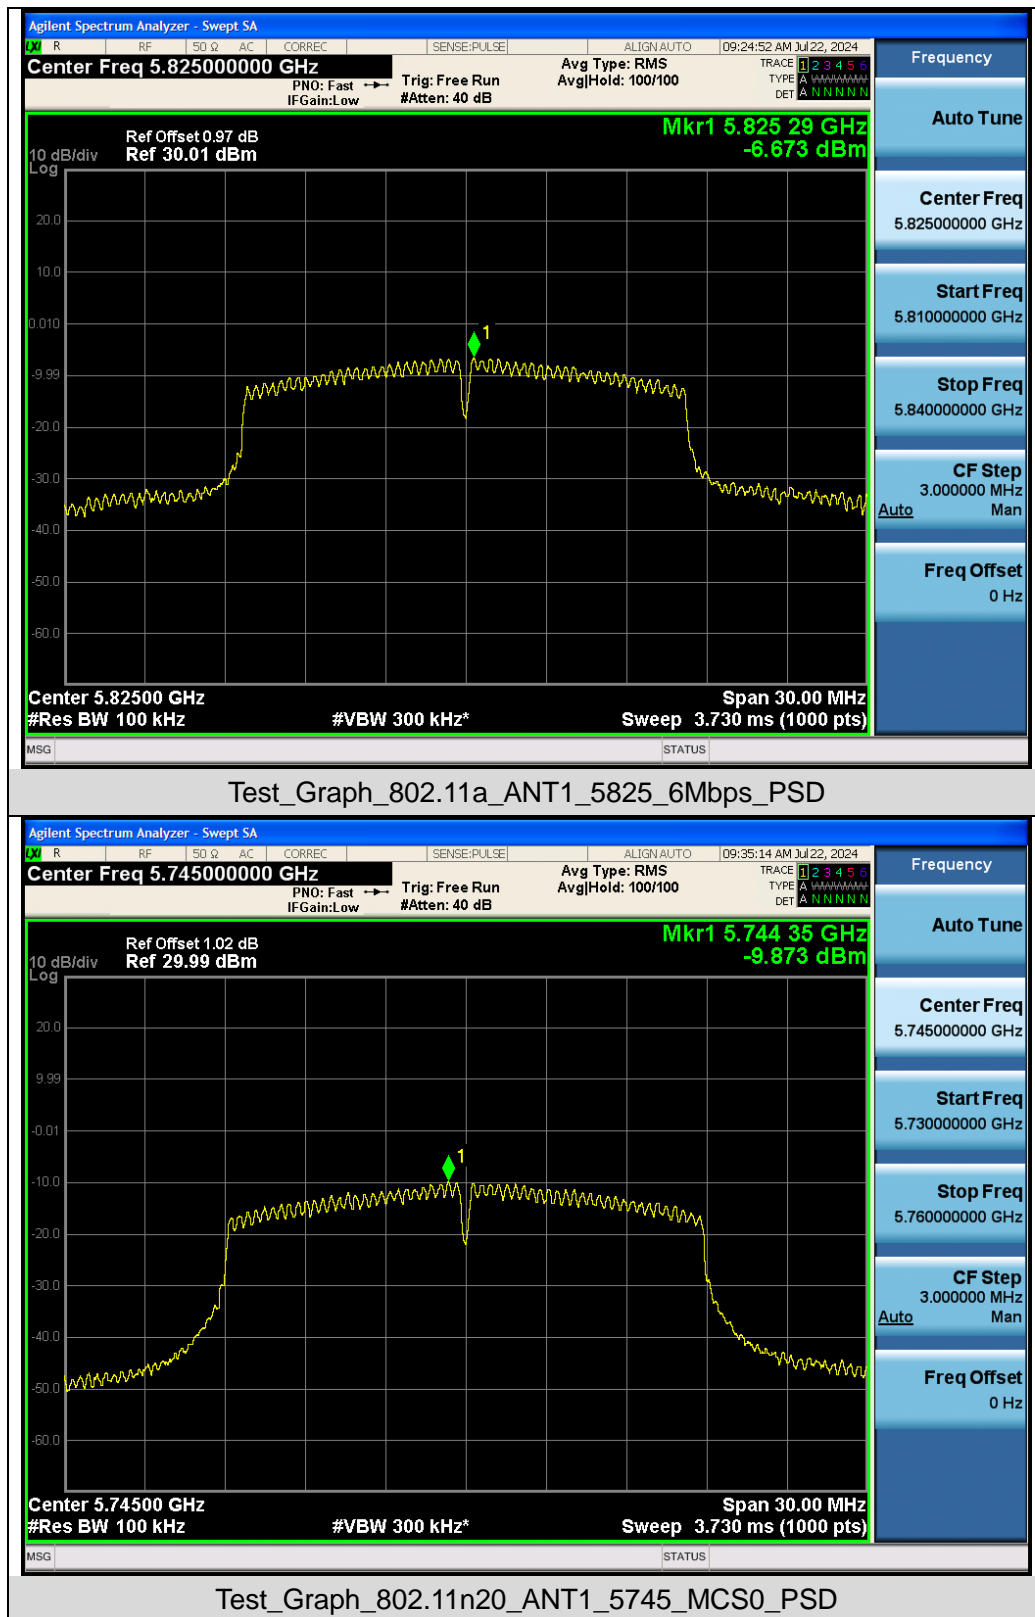 Agilent Spectrum Analyzer - Swept SA
LXI R RF 50 Ω AC CORREC SENSE:PULSE ALIGN AUTO 09:24:52 AM Jul 22, 2024
Center Freq 5.825000000 GHz
PNO: Fast
IFGain:Low
Trig: Free Run
#Atten: 40 dB
Avg Type: RMS
Avg|Hold: 100/100
TRACE 1 2 3 4 5 6
TYPE A WWWWW
DET A N N N N N
Ref Offset 0.97 dB
Ref 30.01 dBm
10 dB/div
Log
Mkr1 5.825 29 GHz
-6.673 dBm
20.0
10.0
0.010
-9.99
-20.0
-30.0
-40.0
-50.0
-60.0
1
Center 5.82500 GHz
#Res BW 100 kHz
#VBW 300 kHz*
Span 30.00 MHz
Sweep 3.730 ms (1000 pts)
MSG
STATUS
Frequency
Auto Tune
Center Freq
5.825000000 GHz
Start Freq
5.810000000 GHz
Stop Freq
5.840000000 GHz
CF Step
3.000000 MHz
Auto Man
Freq Offset
0 Hz
Test_Graph_802.11a_ANT1_5825_6Mbps_PSD
Agilent Spectrum Analyzer - Swept SA
LXI R RF 50 Ω AC CORREC SENSE:PULSE ALIGN AUTO 09:35:14 AM Jul 22, 2024
Center Freq 5.745000000 GHz
PNO: Fast
IFGain:Low
Trig: Free Run
#Atten: 40 dB
Avg Type: RMS
Avg|Hold: 100/100
TRACE 1 2 3 4 5 6
TYPE A WWWWW
DET A N N N N N
Ref Offset 1.02 dB
Ref 29.99 dBm
10 dB/div
Log
Mkr1 5.744 35 GHz
-9.873 dBm
20.0
9.99
-0.01
-10.0
-20.0
-30.0
-40.0
-50.0
-60.0
1
Center 5.74500 GHz
#Res BW 100 kHz
#VBW 300 kHz*
Span 30.00 MHz
Sweep 3.730 ms (1000 pts)
MSG
STATUS
Frequency
Auto Tune
Center Freq
5.745000000 GHz
Start Freq
5.730000000 GHz
Stop Freq
5.760000000 GHz
CF Step
3.000000 MHz
Auto Man
Freq Offset
0 Hz
Test_Graph_802.11n20_ANT1_5745_MCS0_PSD